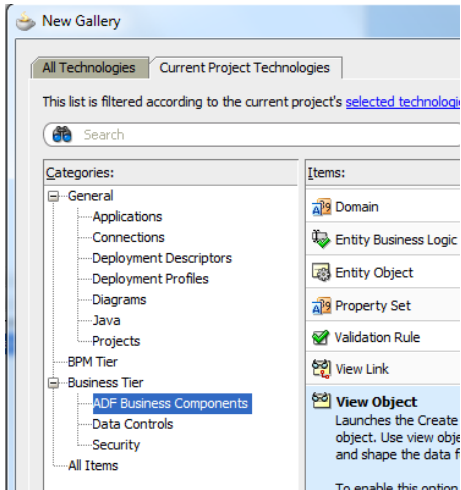 New Gallery
All Technologies
Current Project Technologies
This list is filtered according to the current project's selected
Search
Categories:
Items:
General
Applications
Connections
Deployment Descriptors
Deployment Profiles
Diagrams
Java
Projects
BPM Tier
Business Tier
ADF Business Components
Data Controls
Security
All Items
Domain
Entity Business Logic
Entity Object
Property Set
Validation Rule
View Link
View Object
Launches the Create
object. Use view
and shape the data
To enable this option